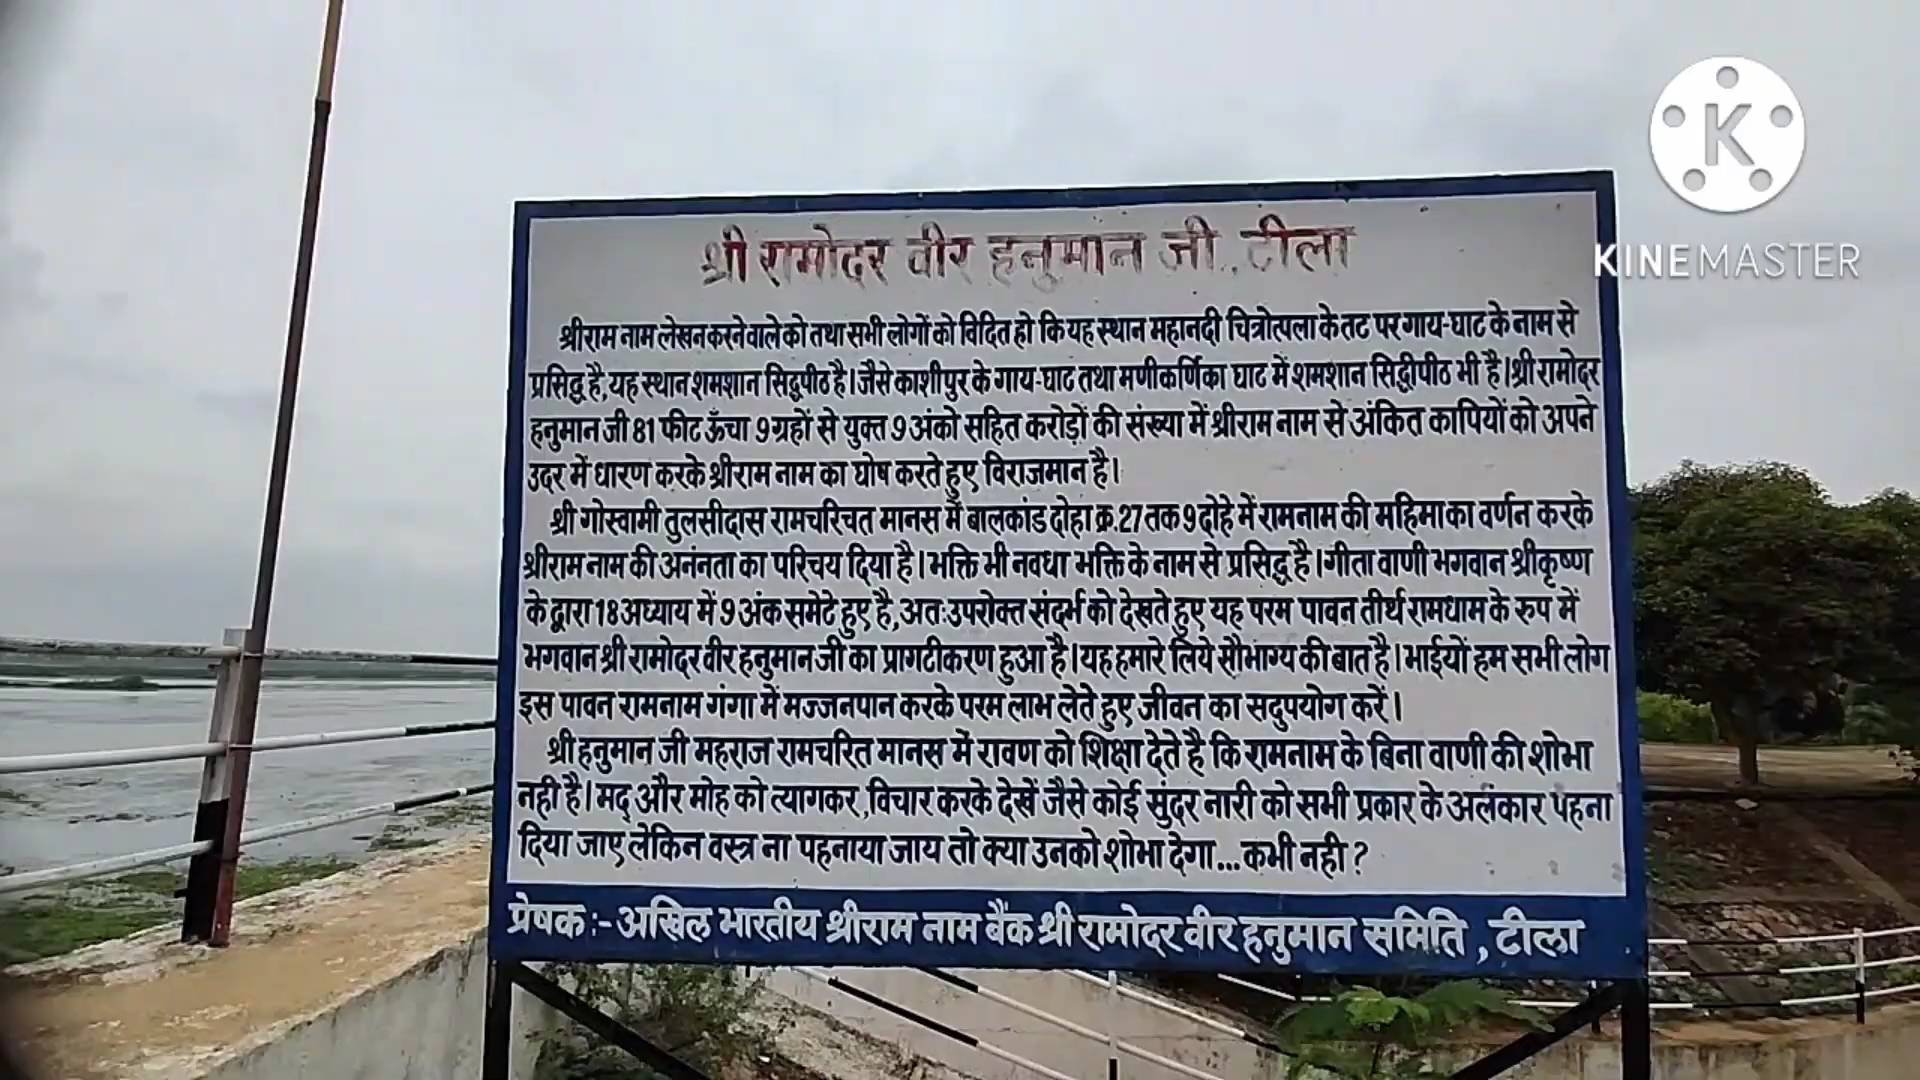 श्री रामोदर वीर हनुमान जी..टीला
श्रीराम नाम लेखन करने वाले को तथा सभी लोगों को विदित हो कि यह स्थान महानदी चित्रोत्पला के तट पर गाय-घाट के नाम से
प्रसिद्ध है, यह स्थान शमशान सिद्धपीठ है। जैसे काशीपुर के गाय-घाट तथा मणीकर्णिका घाट में शमशान सिद्धीपीठ भी है। श्री रामोदर
हनुमान जी 81 फीट ऊँचा 9 ग्रहों से युक्त 9 अंको सहित करोड़ों की संख्या में श्रीराम नाम से अंकित कापियों को अपने
उदर में धारण करके श्रीराम नाम का घोष करते हुए विराजमान है।
श्री गोस्वामी तुलसीदास रामचरिचत मानस में बालकांड दोहा क्र. 27 तक 9 दोहे में रामनाम की महिमा का वर्णन करके
श्रीराम नाम की अनंनता का परिचय दिया है। भक्ति भी नवधा भक्ति के नाम से प्रसिद्ध है। गीता वाणी भगवान श्रीकृष्ण
के द्वारा 18 अध्याय में 9 अंक समेटे हुए है, अतः उपरोक्त संदर्भ को देखते हुए यह परम पावन तीर्थ रामधाम के रुप में
भगवान श्री रामोदर वीर हनुमान जी का प्रागटीकरण हुआ है। यह हमारे लिये सौभाग्य की बात है। भाईयों हम सभी लोग
इस पावन रामनाम गंगा में मज्जनपान करके परम लाभ लेते हुए जीवन का सदुपयोग करें।
श्री हनुमान जी महराज रामचरित मानस में रावण को शिक्षा देते है कि रामनाम के बिना वाणी की शोभा
नही है। मद् और मोह को त्यागकर, विचार करके देखें जैसे कोई सुंदर नारी को सभी प्रकार के अलंकार पहना
दिया जाए लेकिन वस्त्र ना पहनाया जाय तो क्या उनको शोभा देगा... कभी नही ?
प्रेषक :- अखिल भारतीय श्रीराम नाम बैंक श्री रामोदर वीर हनुमान समिति, टीला
K
KINEMASTER